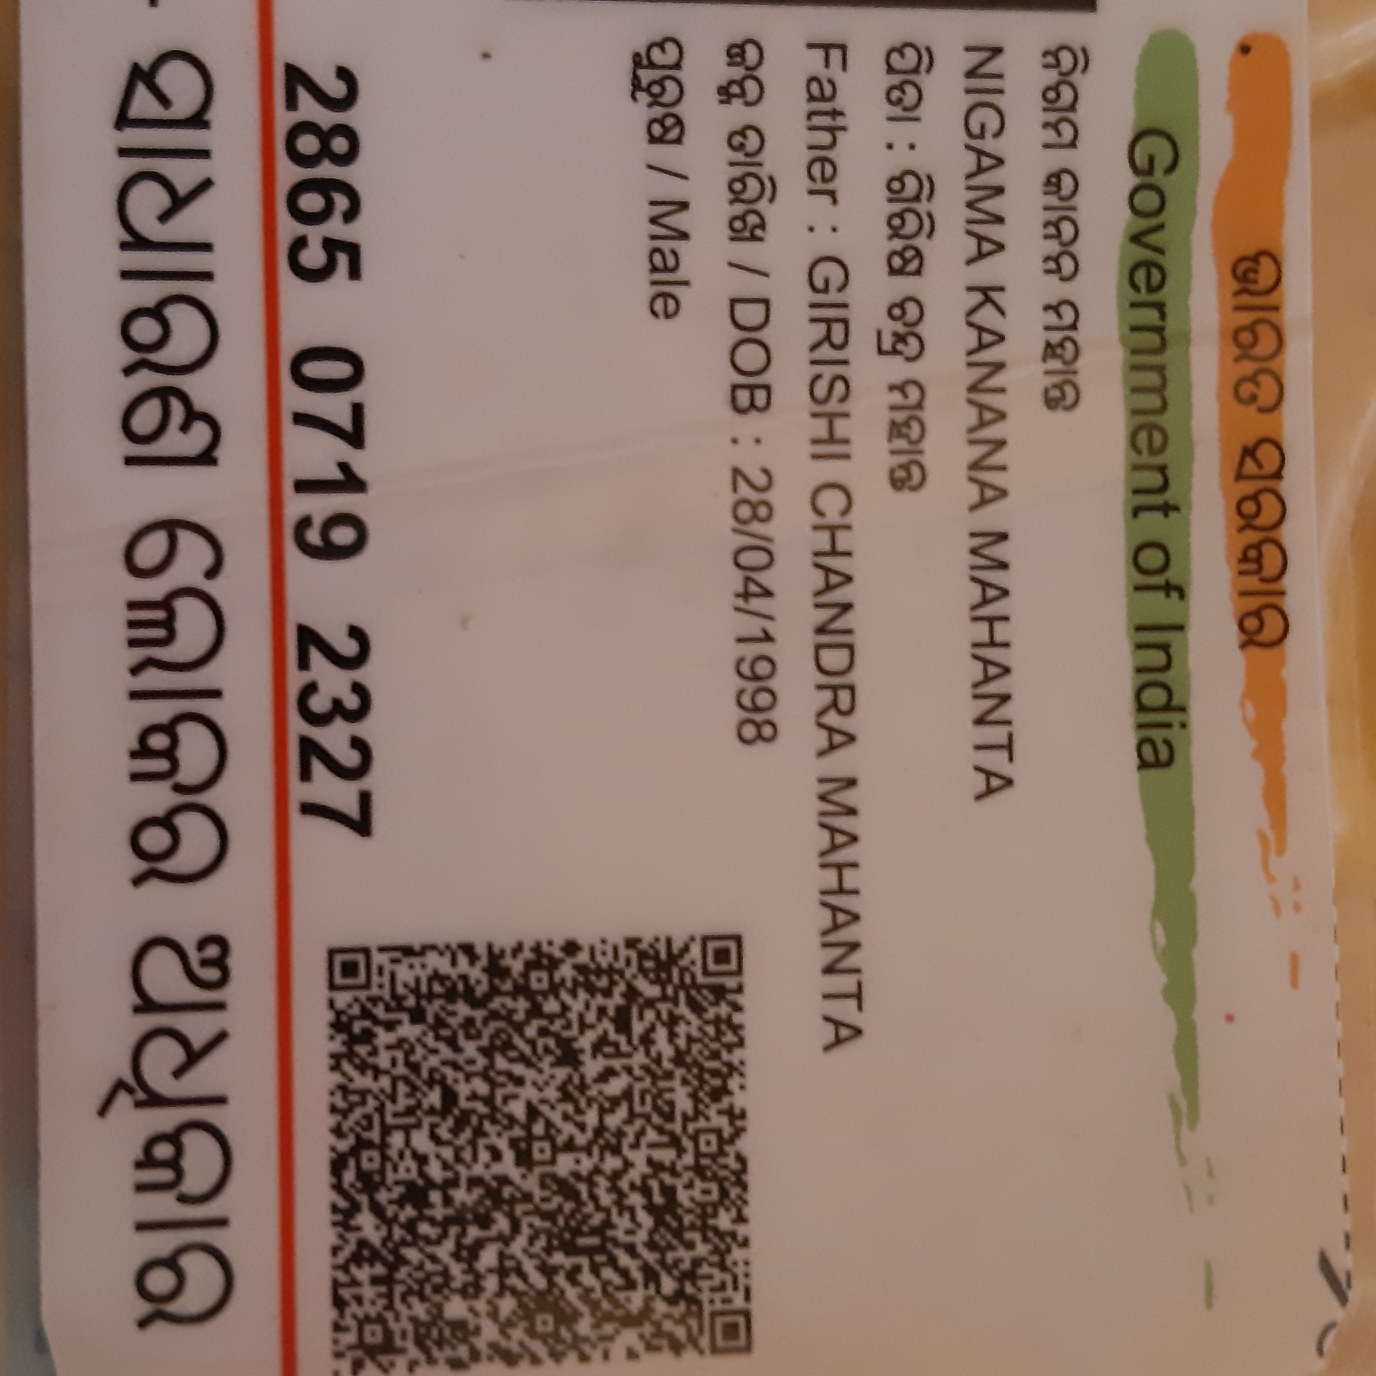 ଭାରତ ସରକାର
Government of India
ନିଗମ କାନନ ମହାନ୍ତ
NIGAMA KANANA MAHANTA
ପିତା : ଗିରିଷ ଚନ୍ଦ୍ର ମହାନ୍ତ
Father : GIRISHI CHANDRA MAHANTA
ଜନ୍ମ ତାରିଖ / DOB : 28/04/1998
ପୁରୁଷ / Male
2865 0719 2327
ସାଧାରଣ ଲୋକର ଅଧିକାର